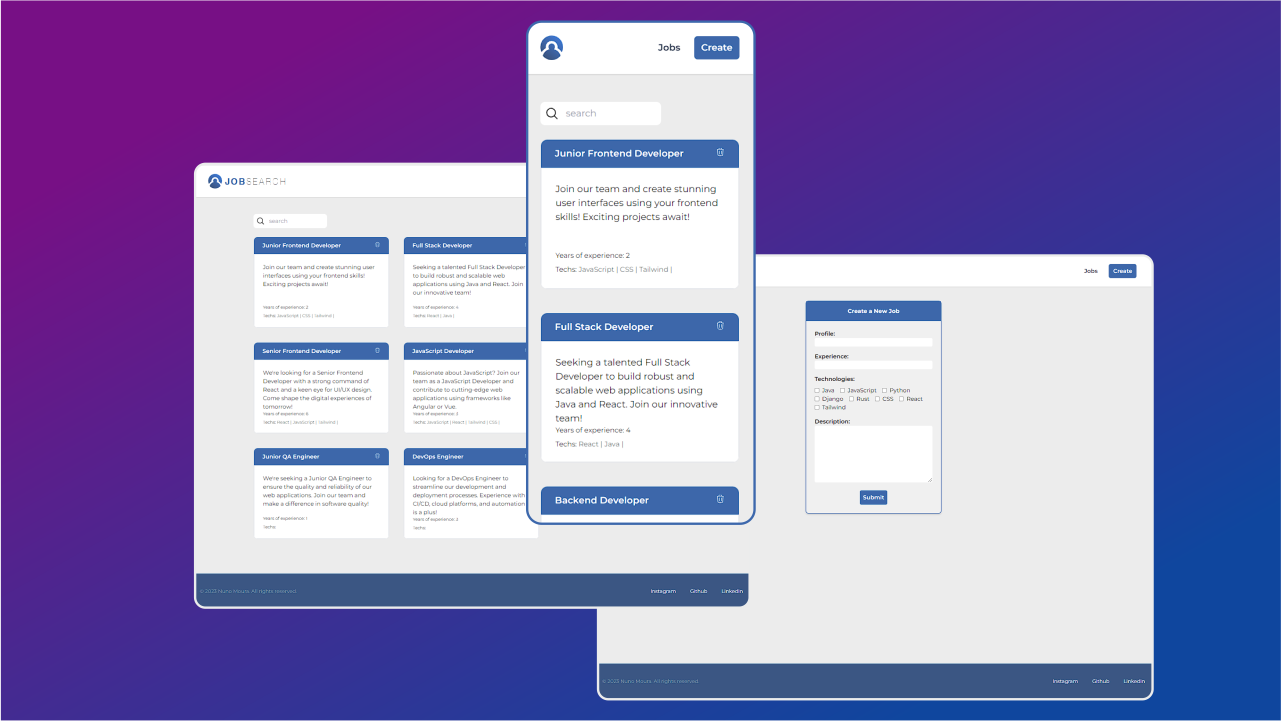 Jobs
Create
search
Junior Frontend Developer
Join our team and create stunning
user interfaces using your frontend
skills! Exciting projects await!
Years of experience: 2
Techs: JavaScript | CSS | Tailwind |
Full Stack Developer
Seeking a talented Full Stack
Developer to build robust and
scalable web applications using
Java and React. Join our innovative
team!
Years of experience: 4
Techs: React | Java |
Backend Developer
JOBSEARCH
search
Junior Frontend Developer
Join our team and create stunning user
interfaces using your frontend skills!
Exciting projects await!
Years of experience: 2
Techs: JavaScript | CSS | Tailwind |
Full Stack Developer
Seeking a talented Full Stack Developer
to build robust and scalable web
applications using Java and React. Join
our innovative team!
Years of experience: 4
Techs: React | Java |
Senior Frontend Developer
We're looking for a Senior Frontend
Developer with a strong command of
React and a keen eye for UI/UX design.
Come shape the digital experiences of
tomorrow!
Techs: React | JavaScript | Tailwind |
JavaScript Developer
Passionate about JavaScript? Join our
team as a JavaScript Developer and
contribute to cutting-edge web
applications using frameworks like
Angular or Vue.
Years of experience: 3
Techs: JavaScript | React | Tailwind | CSS |
Junior QA Engineer
We're seeking a Junior QA Engineer to
ensure the quality and reliability of our
web applications. Join our team and
make a difference in software quality!
Years of experience: 1
Techs:
DevOps Engineer
Looking for a DevOps Engineer to
streamline our development and
deployment processes. Experience with
CI/CD, cloud platforms, and automation
is a plus!
Years of experience: 3
Techs:
© 2023 Nuno Moura. All rights reserved
Instagram
Github
Linkedin
Jobs
Create
Create a New Job
Profile:
Experience:
Technologies:
Java JavaScript Python
Django Rust CSS React
Tailwind
Description:
Submit
© 2023 Nuno Moura. All rights reserved
Instagram
Github
Linkedin